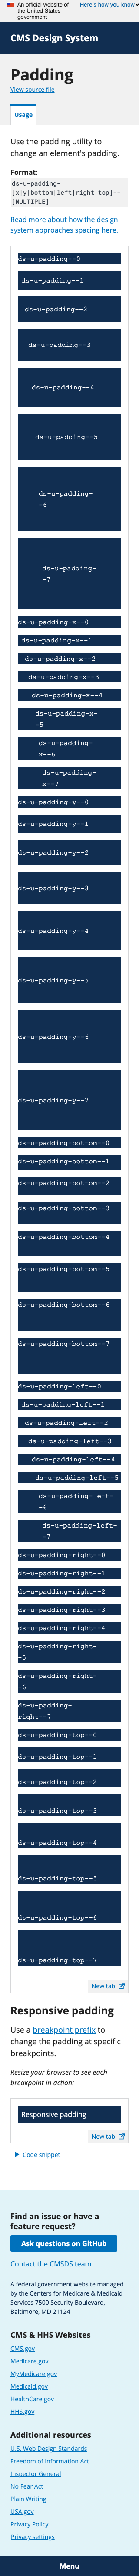 An official website of
the United States
government
Here's how you know
CMS Design System
Padding
View source file
Usage
Use the padding utility to
change an element's padding.
Format:
ds-u-padding-
[x|y|bottom|left|right|top]--
[MULTIPLE]
Read more about how the design
system approaches spacing here.
ds-u-padding--0
ds-u-padding--1
ds-u-padding--2
ds-u-padding--3
ds-u-padding--4
ds-u-padding--5
ds-u-padding-
-6
ds-u-padding-
-7
ds-u-padding-x--0
ds-u-padding-x--1
ds-u-padding-x--2
ds-u-padding-x--3
ds-u-padding-x--4
ds-u-padding-x-
-5
ds-u-padding-
x--6
ds-u-padding-
x--7
ds-u-padding-y--0
ds-u-padding-y--1
ds-u-padding-y--2
ds-u-padding-y--3
ds-u-padding-y--4
ds-u-padding-y--5
ds-u-padding-y--6
ds-u-padding-y--7
ds-u-padding-bottom--0
ds-u-padding-bottom--1
ds-u-padding-bottom--2
ds-u-padding-bottom--3
ds-u-padding-bottom--4
ds-u-padding-bottom--5
ds-u-padding-bottom--6
ds-u-padding-bottom--7
ds-u-padding-left--0
ds-u-padding-left--1
ds-u-padding-left--2
ds-u-padding-left--3
ds-u-padding-left--4
ds-u-padding-left--5
ds-u-padding-left-
-6
ds-u-padding-left-
-7
ds-u-padding-right--0
ds-u-padding-right--1
ds-u-padding-right--2
ds-u-padding-right--3
ds-u-padding-right--4
ds-u-padding-right-
-5
ds-u-padding-right-
-6
ds-u-padding-
right--7
ds-u-padding-top--0
ds-u-padding-top--1
ds-u-padding-top--2
ds-u-padding-top--3
ds-u-padding-top--4
ds-u-padding-top--5
ds-u-padding-top--6
ds-u-padding-top--7
New tab
Responsive padding
Use a breakpoint prefix to
change the padding at specific
breakpoints.
Resize your browser to see each
breakpoint in action:
Responsive padding
New tab
Code snippet
Find an issue or have a
feature request?
Ask questions on GitHub
Contact the CMSDS team
A federal government website managed
by the Centers for Medicare & Medicaid
Services 7500 Security Boulevard,
Baltimore, MD 21124
CMS & HHS Websites
CMS.gov
Medicare.gov
MyMedicare.gov
Medicaid.gov
HealthCare.gov
HHS.gov
Additional resources
U.S. Web Design Standards
Freedom of Information Act
Inspector General
No Fear Act
Plain Writing
USA.gov
Privacy Policy
Privacy settings
Menu